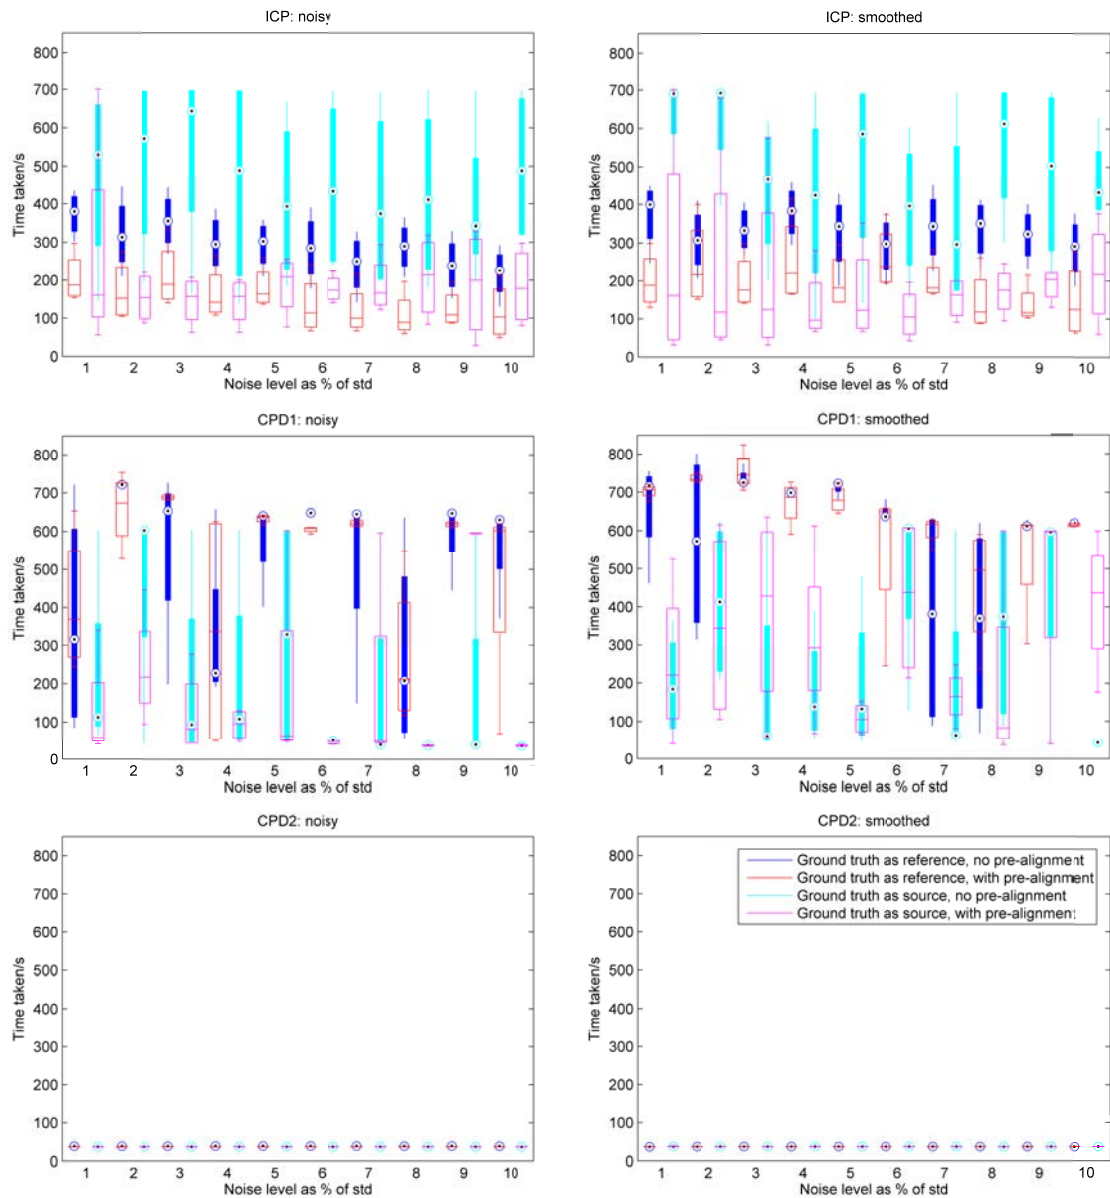 ICP: noisy
ICP: smoothed
800
700
600
500
400
300
200
100
0
Time taken/s
1 2 3 4 5 6 7 8 9 10
Noise level as % of std
800
700
600
500
400
300
200
100
0
Time taken/s
1 2 3 4 5 6 7 8 9 10
Noise level as % of std
CPD1: noisy
CPD1: smoothed
800
700
600
500
400
300
200
100
0
Time taken/s
1 2 3 4 5 6 7 8 9 10
Noise level as % of std
800
700
600
500
400
300
200
100
0
Time taken/s
1 2 3 4 5 6 7 8 9 10
Noise level as % of std
CPD2: noisy
CPD2: smoothed
800
700
600
500
400
300
200
100
0
Time taken/s
1 2 3 4 5 6 7 8 9 10
Noise level as % of std
800
700
600
500
400
300
200
100
0
Time taken/s
Ground truth as reference, no pre-alignment
Ground truth as reference, with pre-alignment
Ground truth as source, no pre-alignment
Ground truth as source, with pre-alignment
1 2 3 4 5 6 7 8 9 10
Noise level as % of std